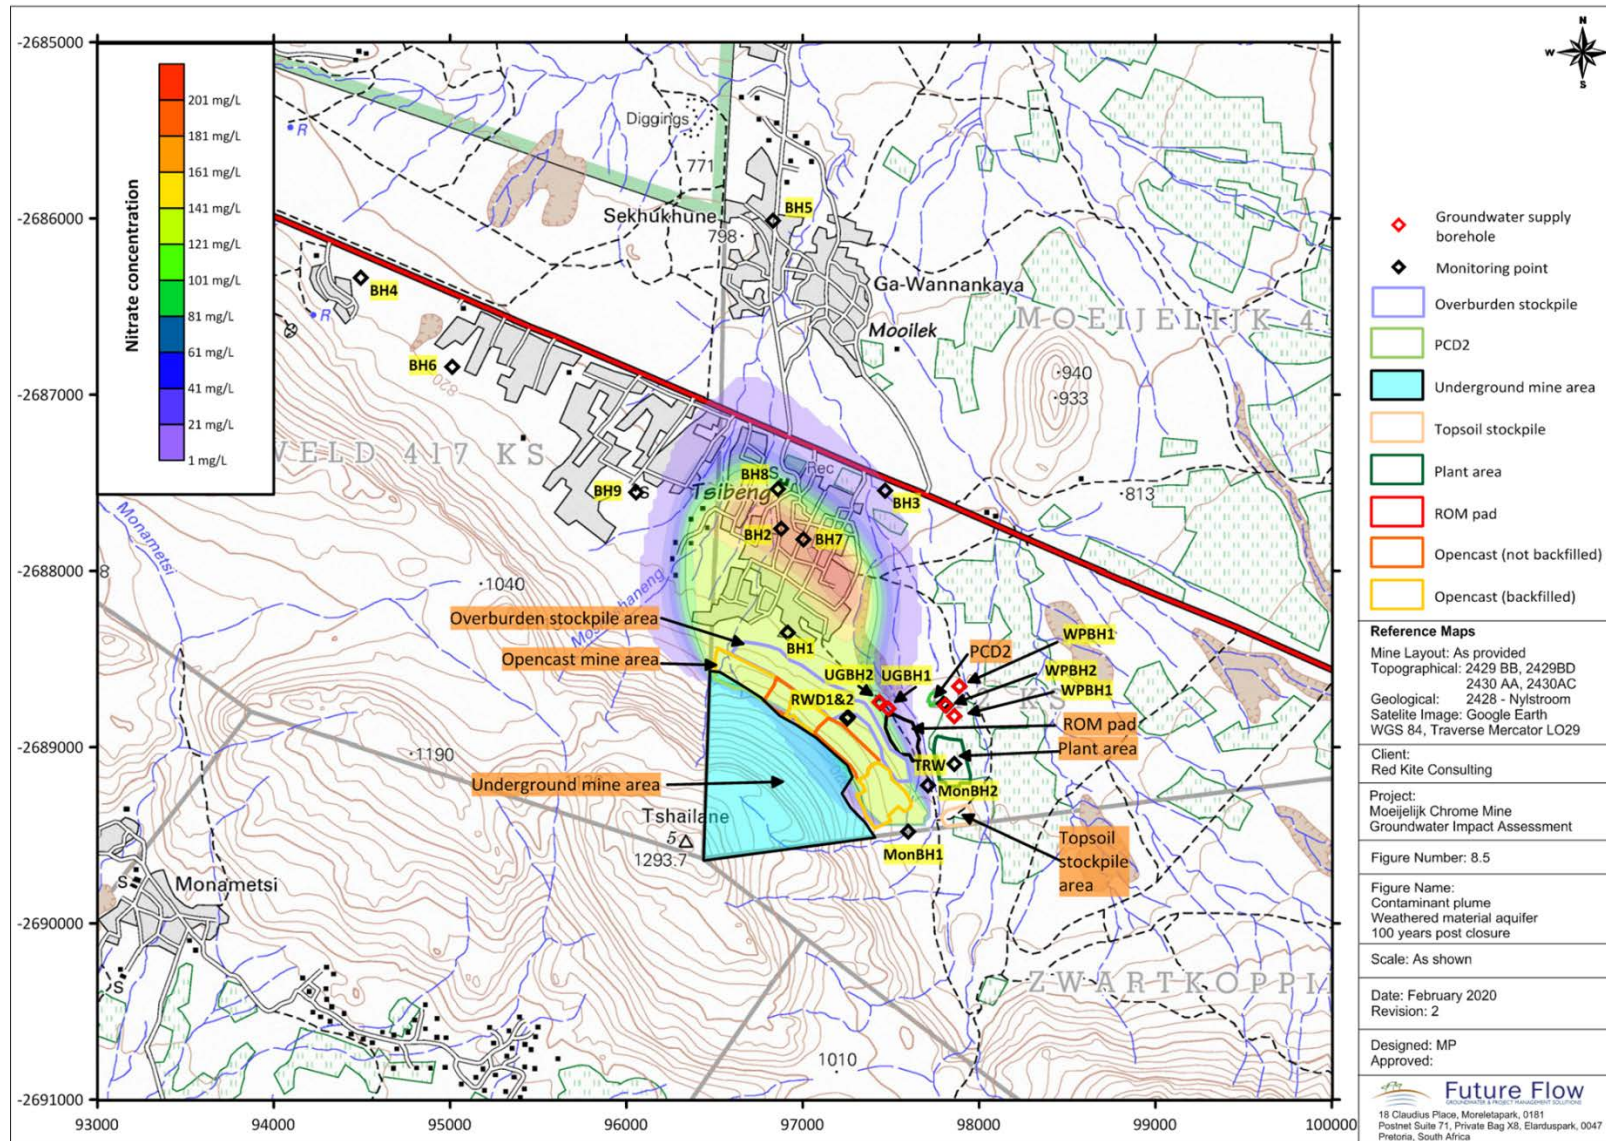 -2685000
-2686000
-2687000
-2688000
-2689000
-2690000
-2691000
93000
94000
95000
96000
97000
98000
99000
100000
Nitrate concentration
201 mg/L
181 mg/L
161 mg/L
141 mg/L
121 mg/L
101 mg/L
81 mg/L
61 mg/L
41 mg/L
21 mg/L
1 mg/L
R
R
Diggings
771
Sekhukhune
798
BH5
Ga-Wannankaya
Mooilek
MOEIJELIJK 4
BH4
BH6
820
940
933
VELD 417 KS
BH9
S
BH8
S
Rec
Tsibeng
BH3
813
BH2
BH7
Monametsi
8
1040
Overburden stockpile area
Opencast mine area
BH1
UGBH2
UGBH1
PCD2
WPBH1
WPBH2
WPBH1
KS
RWD1&2
ROM pad
Plant area
1190
TRW
MonBH2
Underground mine area
Tshailane
5
1293.7
MonBH1
Topsoil
stockpile
area
S
Monametsi
S
ZWARTKOPPI
1010
N
W
E
S
Groundwater supply
borehole
Monitoring point
Overburden stockpile
PCD2
Underground mine area
Topsoil stockpile
Plant area
ROM pad
Opencast (not backfilled)
Opencast (backfilled)
Reference Maps
Mine Layout: As provided
Topographical: 2429 BB, 2429BD
2430 AA, 2430AC
Geological: 2428 - Nylstroom
Satelite Image: Google Earth
WGS 84, Traverse Mercator LO29
Client:
Red Kite Consulting
Project:
Moeijelijk Chrome Mine
Groundwater Impact Assessment
Figure Number: 8.5
Figure Name:
Contaminant plume
Weathered material aquifer
100 years post closure
Scale: As shown
Date: February 2020
Revision: 2
Designed: MP
Approved:
Future Flow
GROUNDWATER & PROJECT MANAGEMENT SOLUTIONS
18 Claudius Place, Moreletapark, 0181
Postnet Suite 71, Private Bag X8, Elarduspark, 0047
Pretoria, South Africa